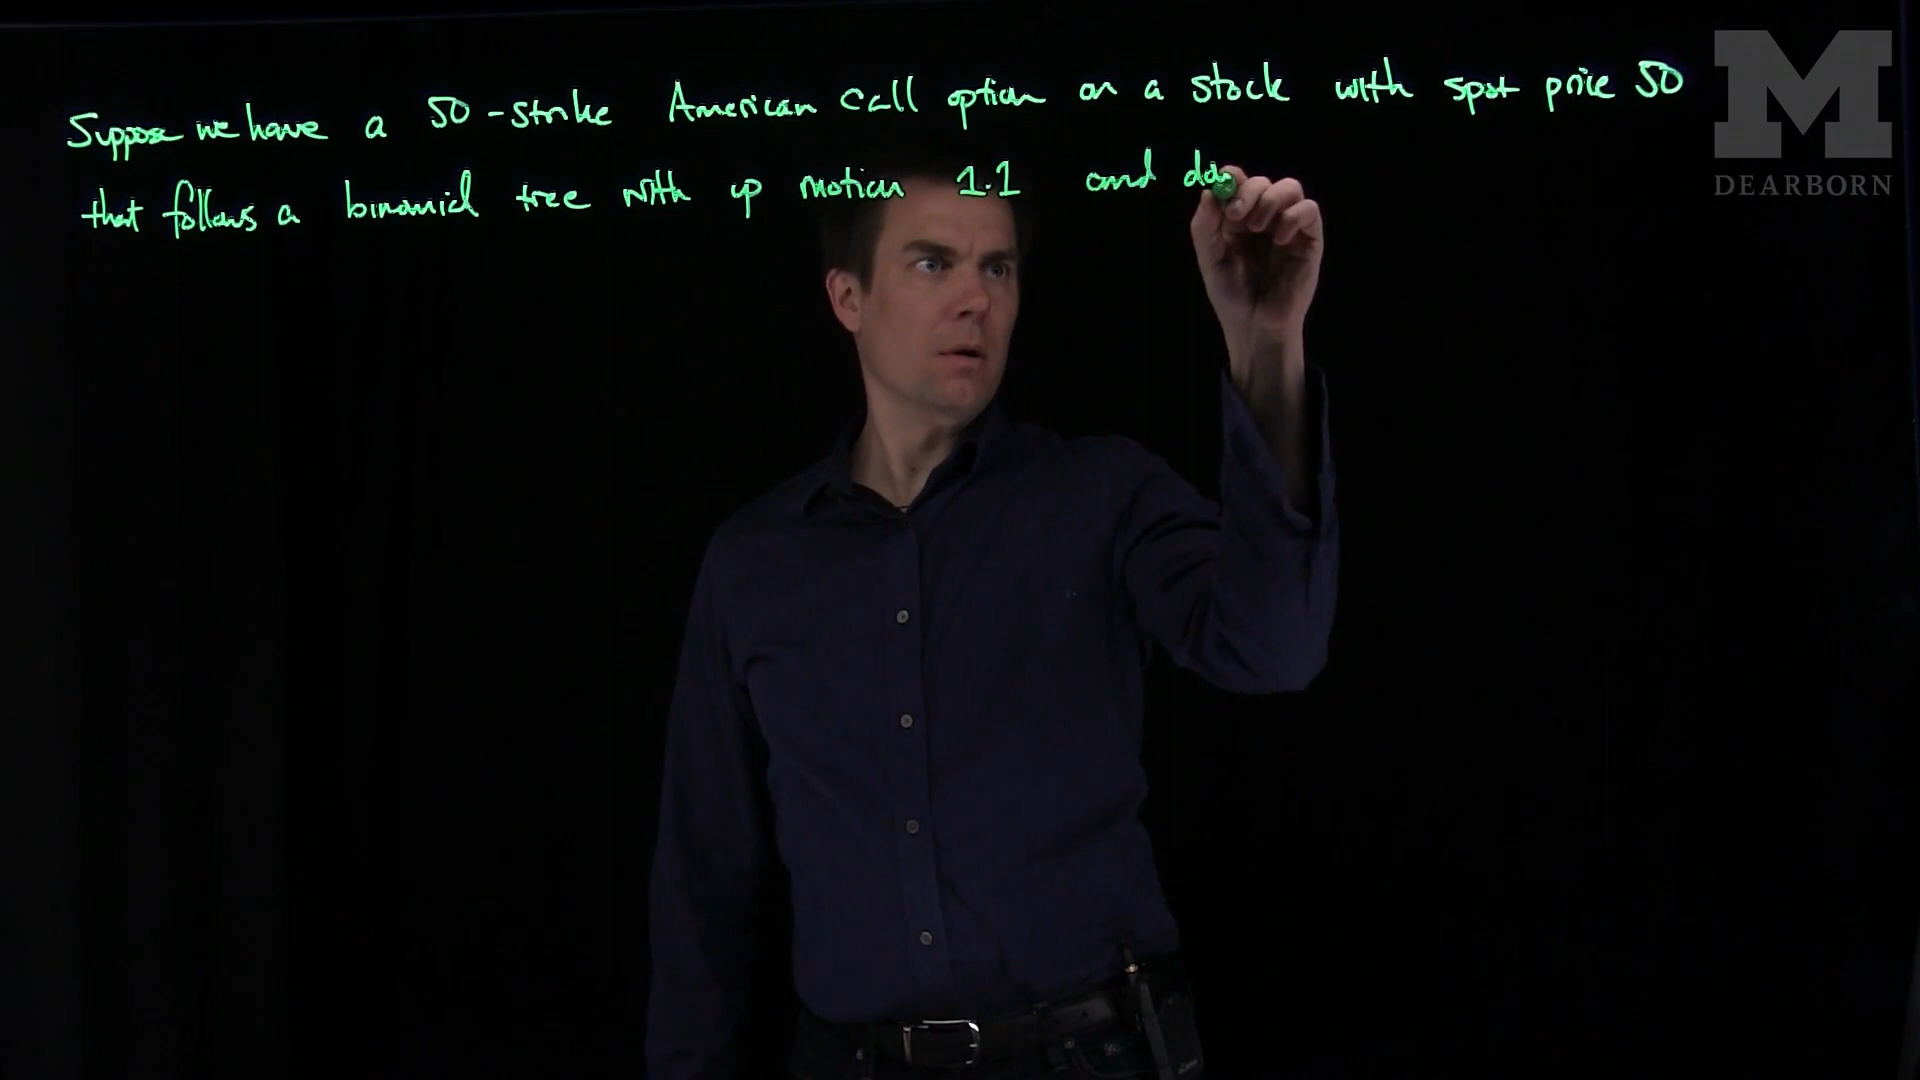 Suppose we have a 50-strike American call option on a stock with spot price 50
that follows a binomial tree with up motion 1.1 and do
M
DEARBORN